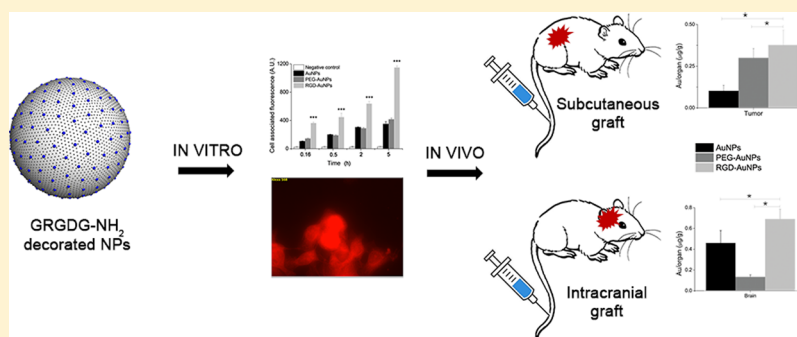 GRGDG-NH2
decorated NPs
IN VITRO
Cell associated fluorescence (A.U.)
1200
800
400
0
Negative control
AuNPs
PEG-AuNPs
RGD-AuNPs
***
***
***
***
0.16
0.5
2
5
Time (h)
IN VIVO
Subcutaneous
graft
Intracranial
graft
Au/organ (µg/g)
0.50
0.25
0.00
*
*
Tumor
AuNPs
PEG-AuNPs
RGD-AuNPs
Au/organ (µg/g)
0.8
0.6
0.4
0.2
0.0
*
*
Brain